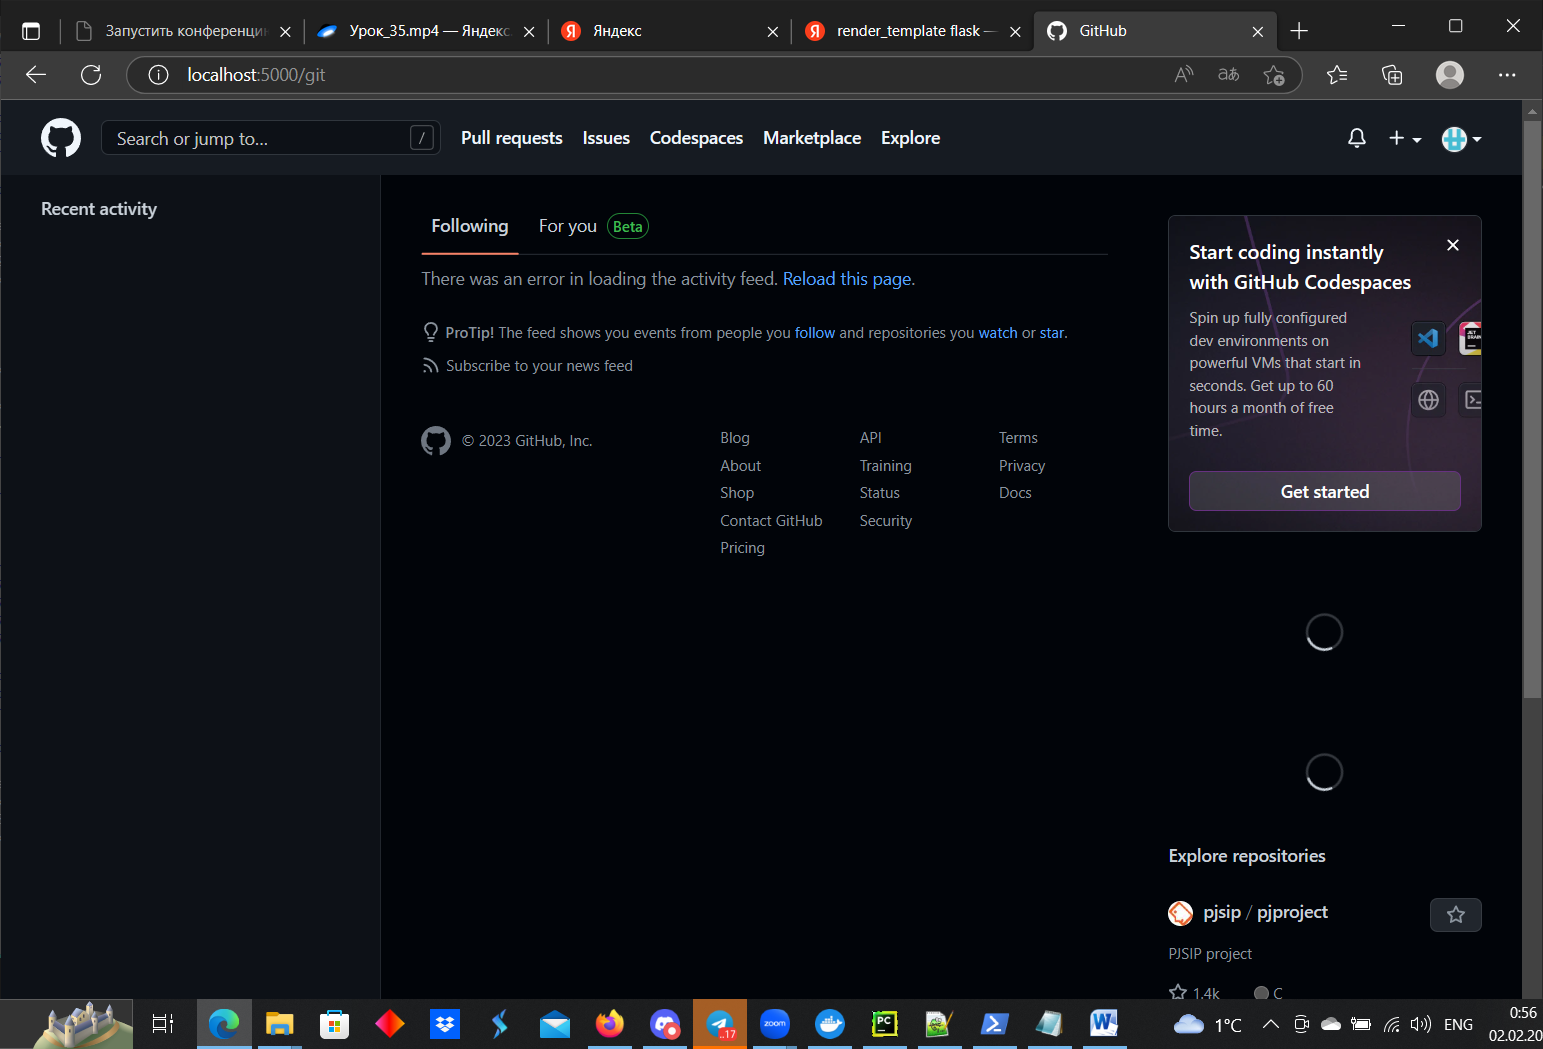 Запустить конференци
Урок_35.mp4 — Яндекс
Яндекс
render_template flask —
GitHub
localhost:5000/git
Search or jump to...
/
Pull requests
Issues
Codespaces
Marketplace
Explore
Recent activity
Following
For you
Beta
There was an error in loading the activity feed. Reload this page.
ProTip! The feed shows you events from people you follow and repositories you watch or star.
Subscribe to your news feed
© 2023 GitHub, Inc.
Blog
About
Shop
Contact GitHub
Pricing
API
Training
Status
Security
Terms
Privacy
Docs
Start coding instantly
with GitHub Codespaces
Spin up fully configured
dev environments on
powerful VMs that start in
seconds. Get up to 60
hours a month of free
time.
Get started
Explore repositories
pjsip / pjproject
PJSIP project
1.4k
C
..17
zoom
PC
1°C
ENG
0:56
02.02.20